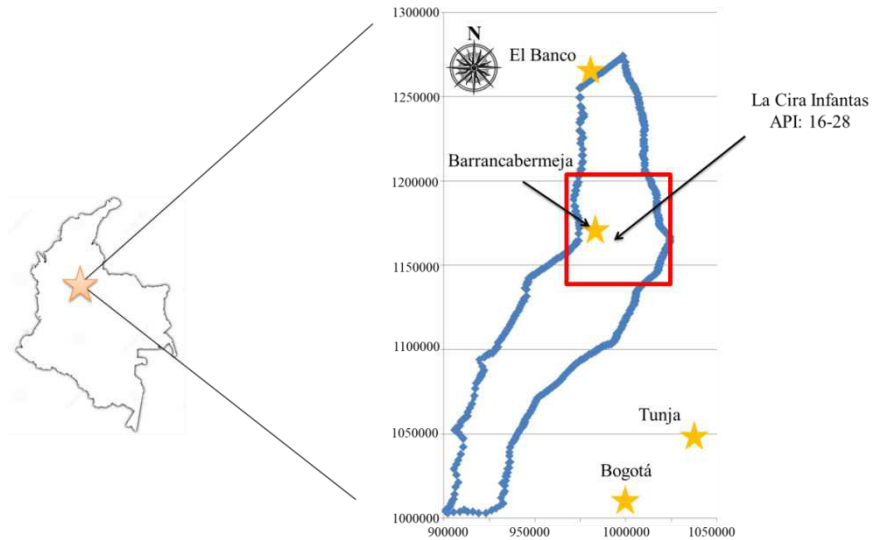 1300000
N
El Banco
1250000
La Cira Infantas
API: 16-28
Barrancabermeja
1200000
1150000
1100000
Tunja
1050000
Bogotá
1000000
900000
950000
1000000
1050000